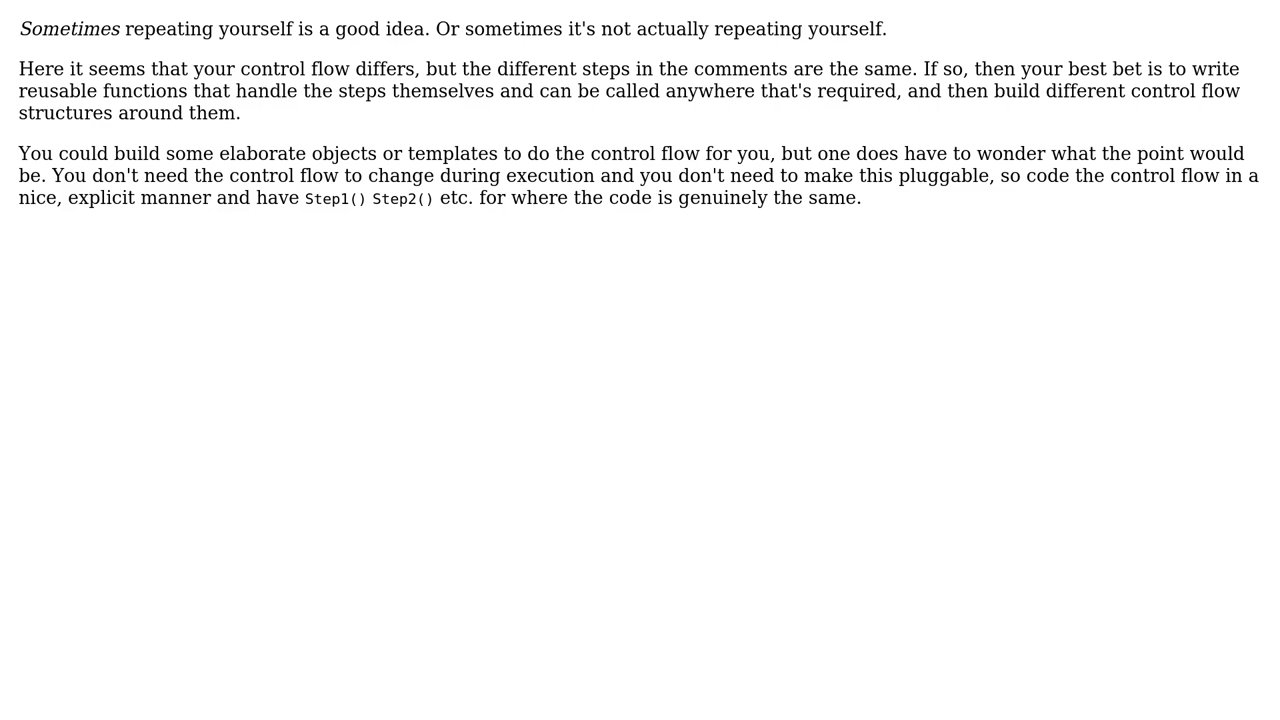 Sometimes repeating yourself is a good idea. Or sometimes it's not actually repeating yourself.
Here it seems that your control flow differs, but the different steps in the comments are the same. If so, then your best bet is to write
reusable functions that handle the steps themselves and can be called anywhere that's required, and then build different control flow
structures around them.
You could build some elaborate objects or templates to do the control flow for you, but one does have to wonder what the point would
be. You don't need the control flow to change during execution and you don't need to make this pluggable, so code the control flow in a
nice, explicit manner and have Step1() Step2() etc. for where the code is genuinely the same.